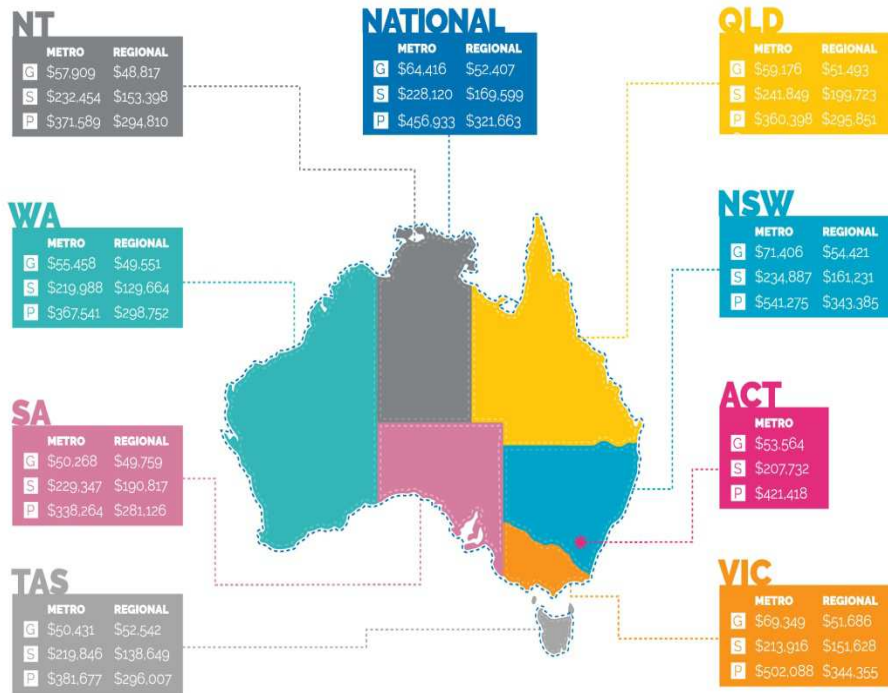 NT
METRO REGIONAL
G $57,909 $48,817
S $232,454 $153,398
P $371,589 $294,810
NATIONAL
METRO REGIONAL
G $64,416 $52,407
S $228,120 $169,599
P $456,933 $321,663
QLD
METRO REGIONAL
G $59,176 $51,493
S $241,849 $199,723
P $360,398 $295,851
WA
METRO REGIONAL
G $55,458 $49,551
S $219,988 $129,664
P $367,541 $298,752
NSW
METRO REGIONAL
G $71,406 $54,421
S $234,887 $161,231
P $541,275 $343,385
SA
METRO REGIONAL
G $50,268 $49,759
S $229,347 $190,817
P $338,264 $281,126
ACT
METRO
G $53,564
S $207,732
P $421,418
TAS
METRO REGIONAL
G $50,431 $52,542
S $219,846 $138,649
P $381,677 $296,007
VIC
METRO REGIONAL
G $69,349 $51,686
S $213,916 $151,628
P $502,088 $344,355